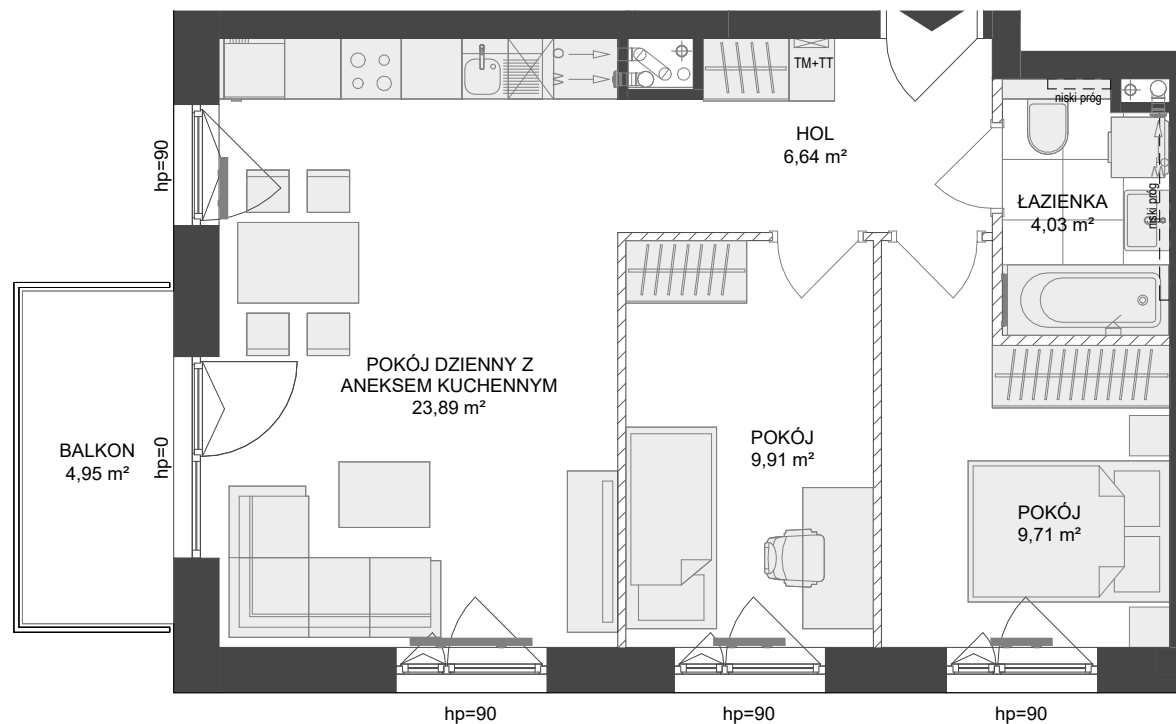 TM+TT
niski próg
hp=90
HOL
6,64 m²
ŁAZIENKA
4,03 m²
niski próg
POKÓJ DZIENNY Z
ANEKSEM KUCHENNYM
23,89 m²
BALKON
4,95 m²
hp=0
POKÓJ
9,91 m²
POKÓJ
9,71 m²
hp=90
hp=90
hp=90